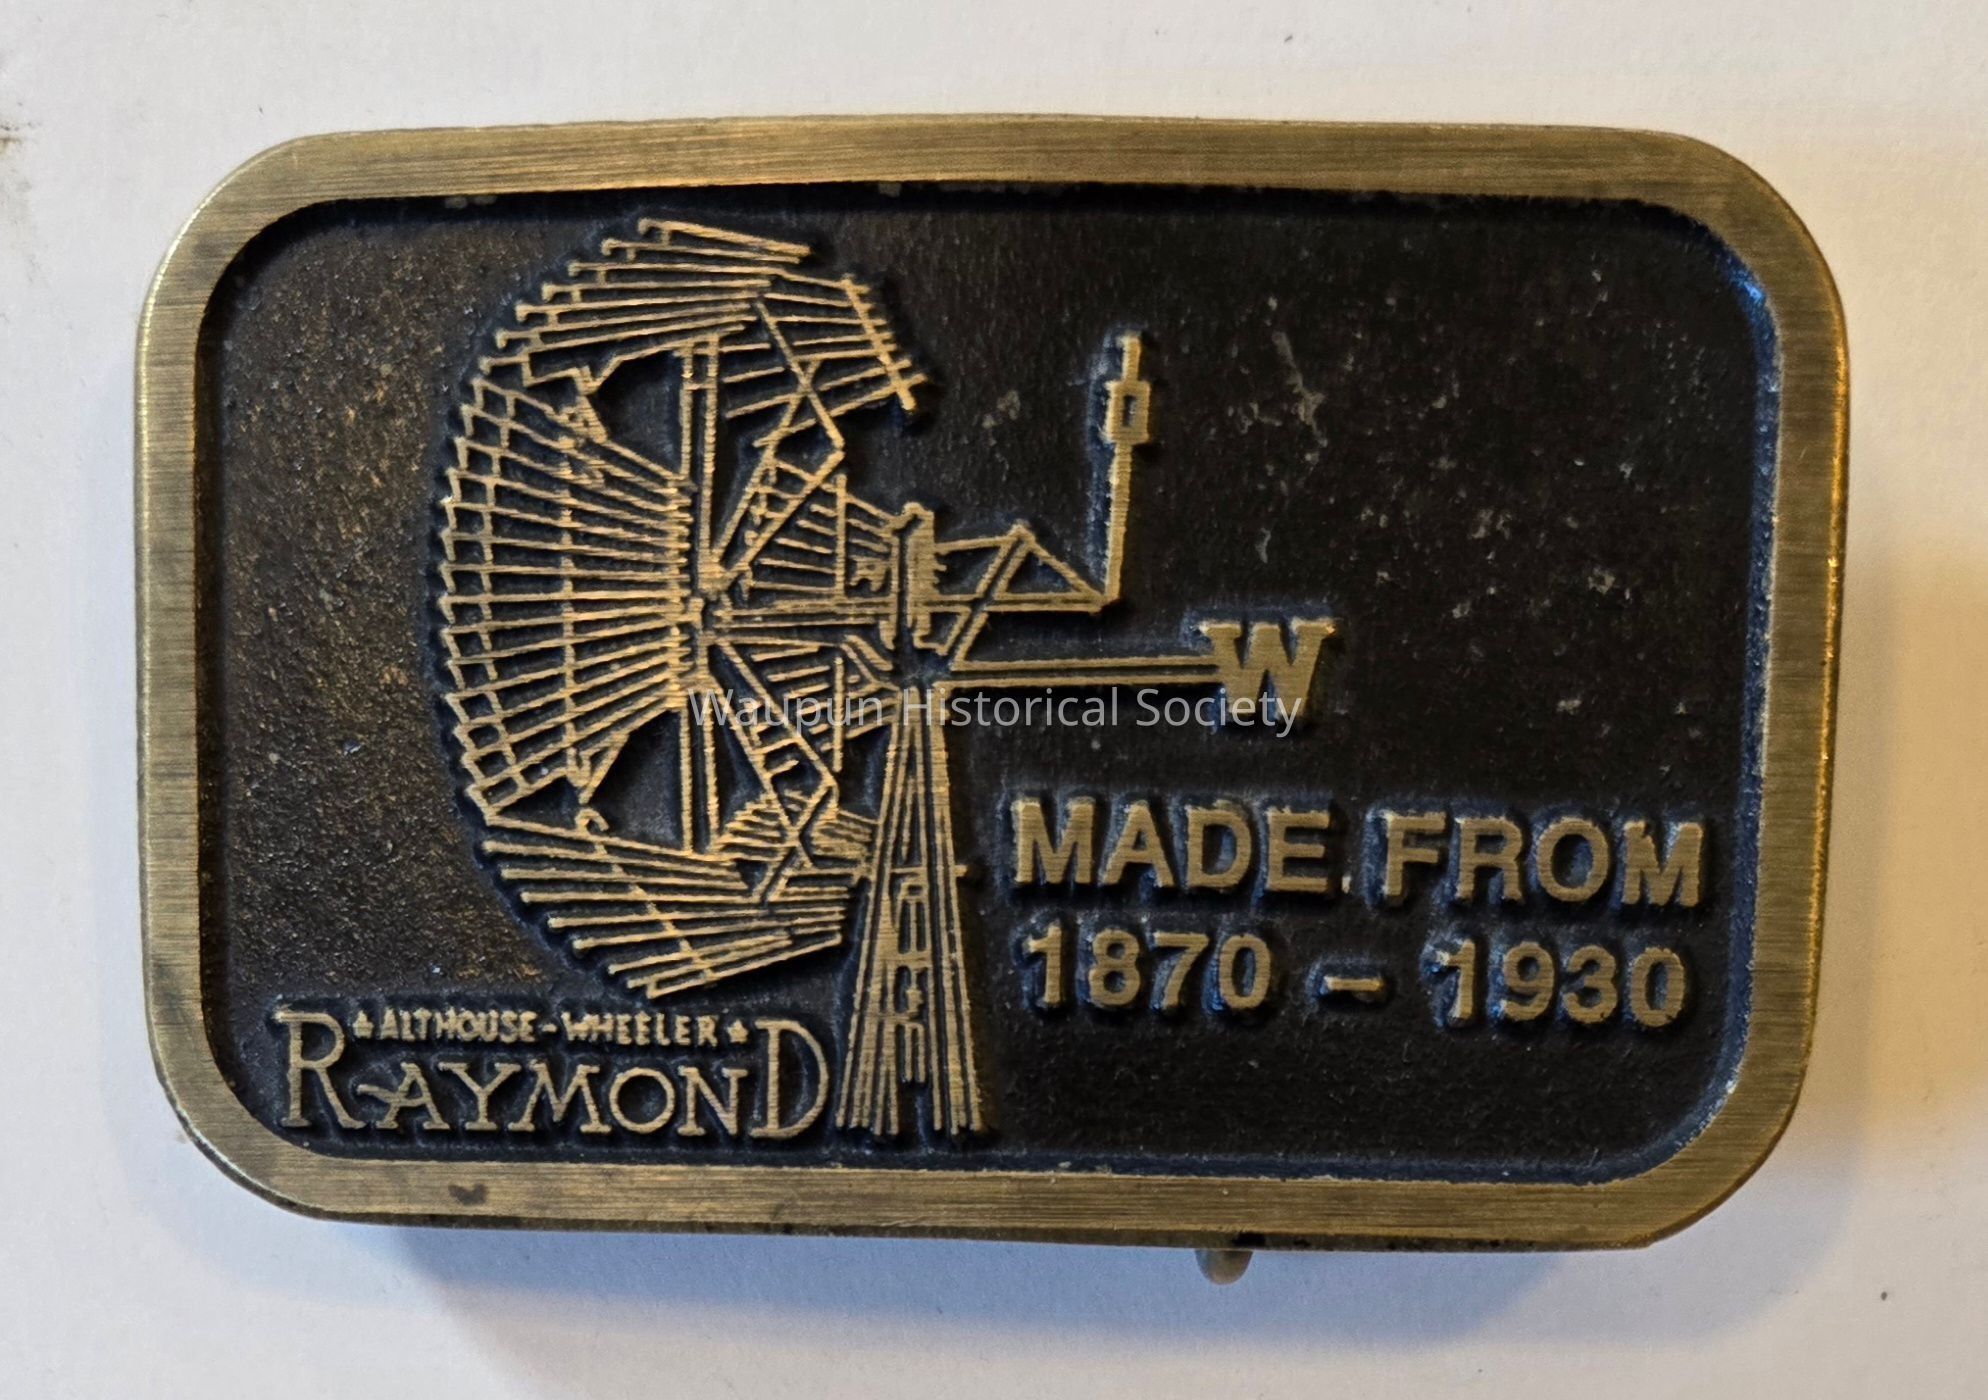 W
Waupun Historical Society
MADE FROM
1870 - 1930
ALTHOUSE-WHEELER
RAYMOND